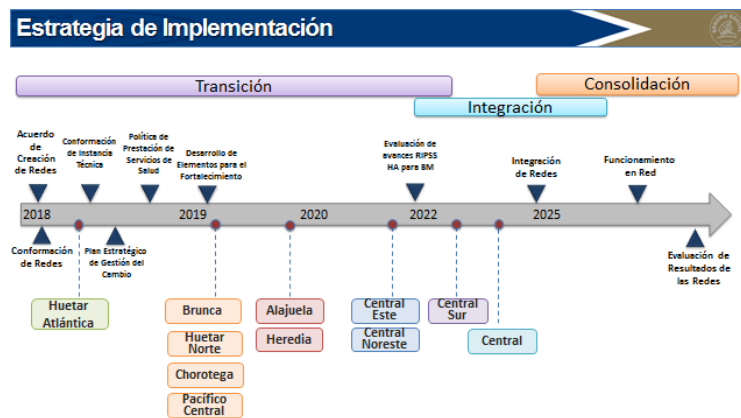 Estrategia de Implementación
Transición
Consolidación
Integración
Acuerdo
de
Creación
de Redes
Conformación
de Instancia
Técnica
Política de
Prestación de
Servicios de
Salud
Desarrollo de
Elementos para el
Fortalecimiento
Evaluación de
avances RIPSS
HA para BM
Integración
de Redes
Funcionamiento
en Red
2018
2019
2020
2022
2025
Conformación
de Redes
Plan Estratégico
de Gestión del
Cambio
Evaluación de
Resultados de
las Redes
Huetar
Atlántica
Brunca
Huetar
Norte
Chorotega
Pacífico
Central
Alajuela
Heredia
Central
Este
Central
Noreste
Central
Sur
Central